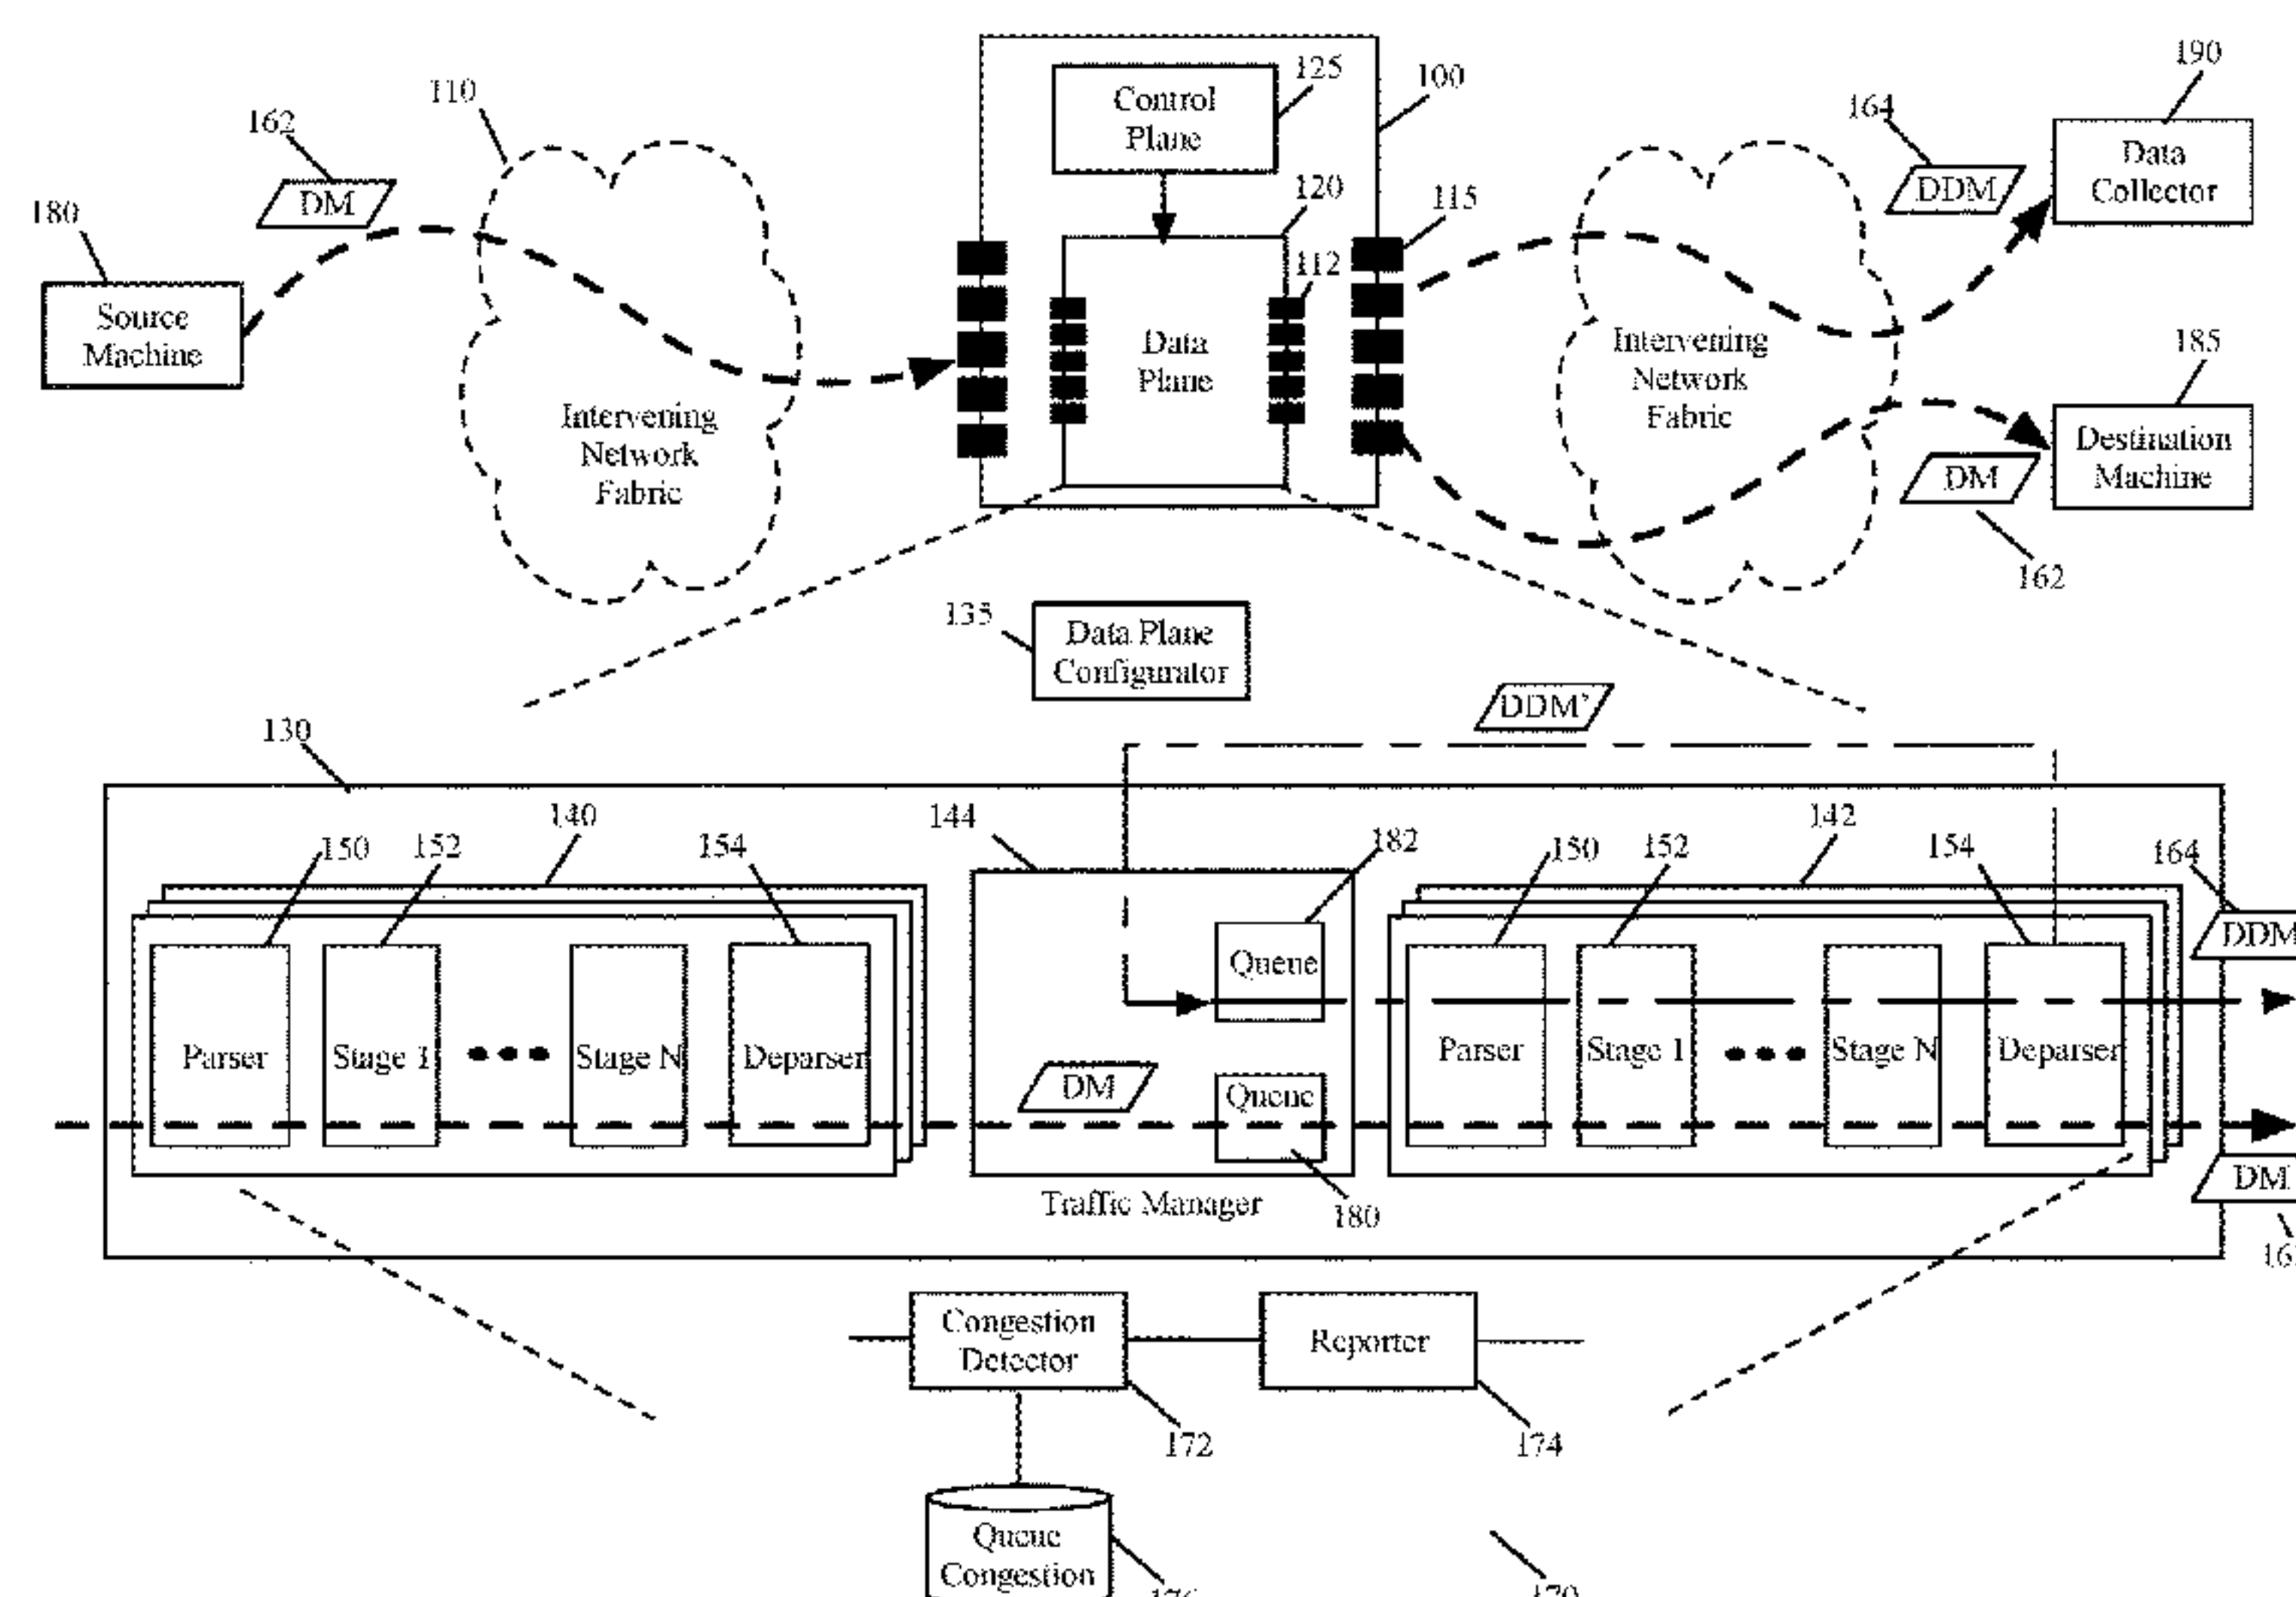 190
125
100
110
164
162
Control
Plane
Data
Collector
DDM
DM
180
120
115
112
Source
Machine
Data
Plane
Intervening
Network
Fabric
185
Intervening
Network
Fabric
Destination
Machine
DM
162
135
Data Plane
Configurator
DDM'
130
140
144
142
150
152
154
182
150
152
154
164
Queue
DDM
Parser
Stage 1
Stage N
Deparser
DM
Queue
Parser
Stage 1
Stage N
Deparser
DM
Traffic Manager
180
Congestion
Detector
Reporter
172
174
Queue
Congestion